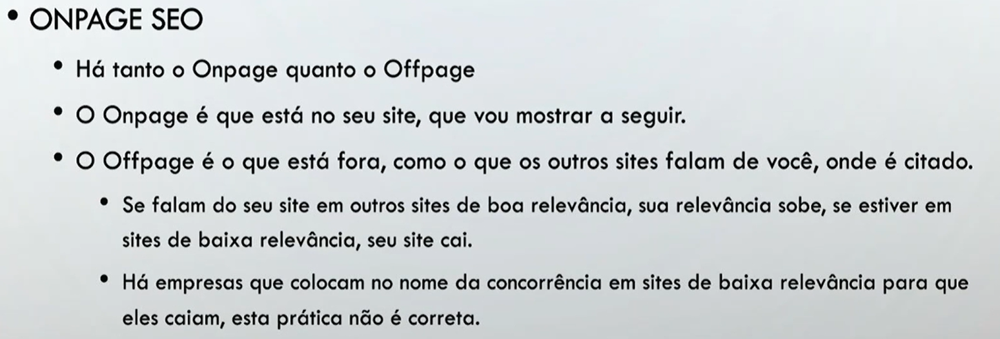 • ONPAGE SEO
• Há tanto o Onpage quanto o Offpage
• O Onpage é que está no seu site, que vou mostrar a seguir.
• O Offpage é o que está fora, como o que os outros sites falam de você, onde é citado.
• Se falam do seu site em outros sites de boa relevância, sua relevância sobe, se estiver em
sites de baixa relevância, seu site cai.
• Há empresas que colocam no nome da concorrência em sites de baixa relevância para que
eles caiam, esta prática não é correta.